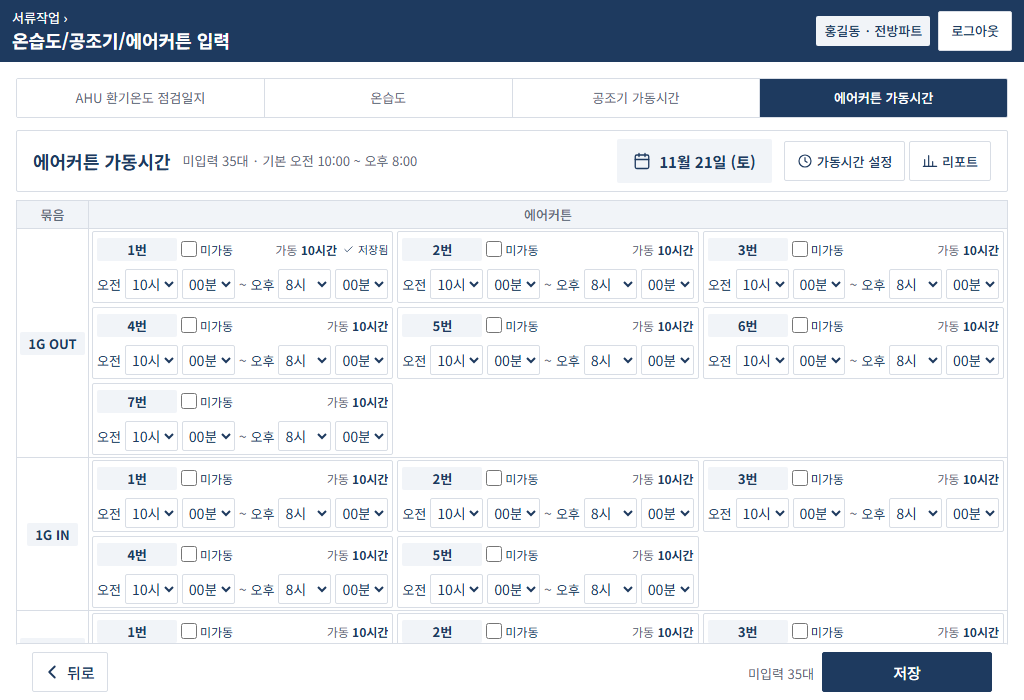 서류작업 ›
온습도/공조기/에어커튼 입력
홍길동 · 전방파트
로그아웃
AHU 환기온도 점검일지
온습도
공조기 가동시간
에어커튼 가동시간
에어커튼 가동시간
미입력 35대 · 기본 오전 10:00 ~ 오후 8:00
11월 21일 (토)
가동시간 설정
리포트
묶음
에어커튼
1G OUT
1번 미가동 가동 10시간 ✓ 저장됨
오전 10시 00분 ~ 오후 8시 00분
2번 미가동 가동 10시간
오전 10시 00분 ~ 오후 8시 00분
3번 미가동 가동 10시간
오전 10시 00분 ~ 오후 8시 00분
4번 미가동 가동 10시간
오전 10시 00분 ~ 오후 8시 00분
5번 미가동 가동 10시간
오전 10시 00분 ~ 오후 8시 00분
6번 미가동 가동 10시간
오전 10시 00분 ~ 오후 8시 00분
7번 미가동 가동 10시간
오전 10시 00분 ~ 오후 8시 00분
1G IN
1번 미가동 가동 10시간
오전 10시 00분 ~ 오후 8시 00분
2번 미가동 가동 10시간
오전 10시 00분 ~ 오후 8시 00분
3번 미가동 가동 10시간
오전 10시 00분 ~ 오후 8시 00분
4번 미가동 가동 10시간
오전 10시 00분 ~ 오후 8시 00분
5번 미가동 가동 10시간
오전 10시 00분 ~ 오후 8시 00분
1번 미가동 가동 10시간
2번 미가동 가동 10시간
3번 미가동 가동 10시간
뒤로
미입력 35대
저장